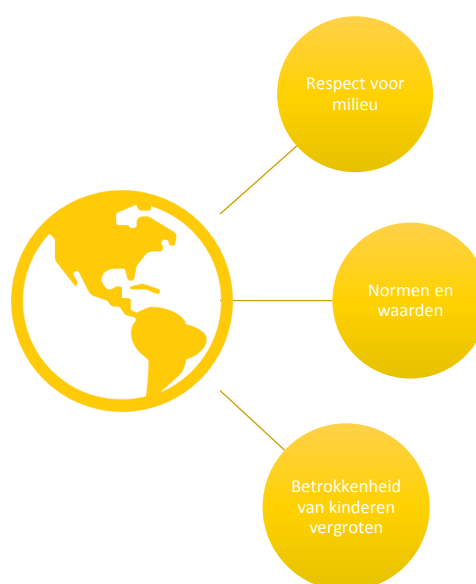 Respect voor
milieu
Normen en
waarden
Betrokkenheid
van kinderen
vergroten